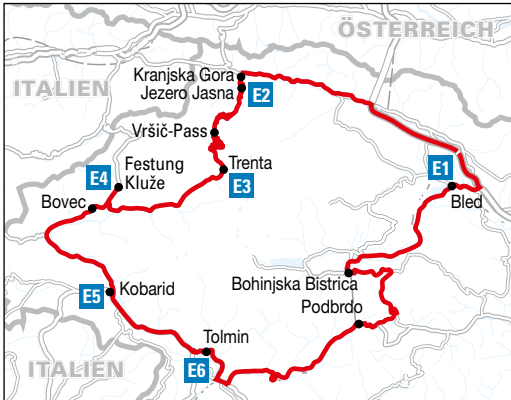 ÖSTERREICH
ITALIEN
Kranjska Gora
Jezero Jasna
E2
Vršič-Pass
Festung
Kluže
E4
Trenta
E3
E1
Bled
Bovec
Bohinjska Bistrica
Podbrdo
E5
Kobarid
Tolmin
E6
ITALIEN